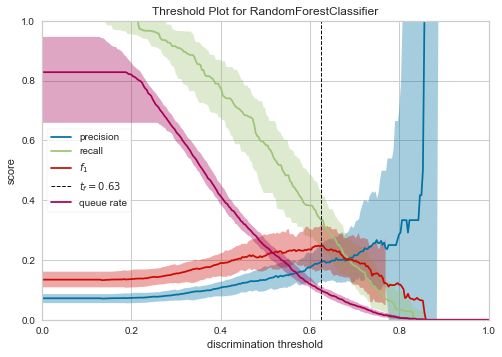 Threshold Plot for RandomForestClassifier
1.0
0.8
0.6
0.4
0.2
0.0
score
precision
recall
f₁
t_f = 0.63
queue rate
0.0 0.2 0.4 0.6 0.8 1.0
discrimination threshold